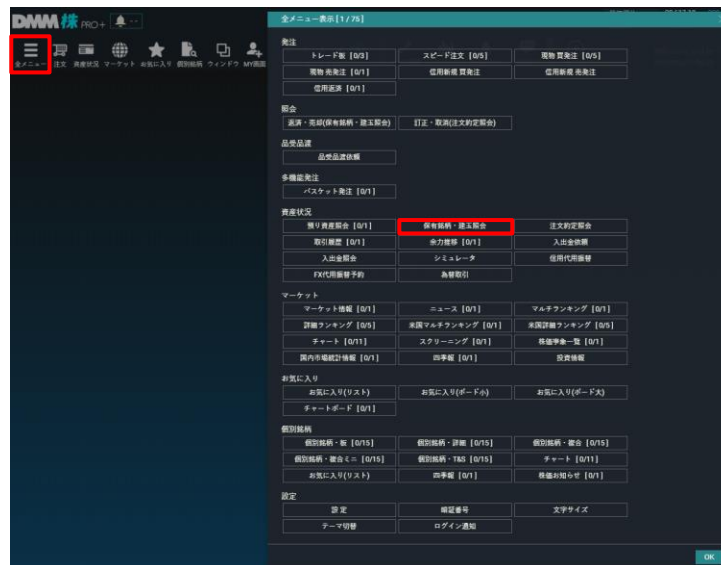 DMM 株 PRO+
全メニュー 注文 資産状況 マーケット お気に入り 個別銘柄 ウィンドウ MY画面
全メニュー表示 [1 / 75]
発注
トレード板 [0/3] スピード注文 [0/5] 現物 買発注 [0/5]
現物 売発注 [0/1] 信用新規 買発注 信用新規 売発注
信用返済 [0/1]
照会
返済・売却(保有銘柄・建玉照会) 訂正・取消(注文約定照会)
品受品渡
品受品渡依頼
多機能発注
バスケット発注 [0/1]
資産状況
預り資産照会 [0/1] 保有銘柄・建玉照会 注文約定照会
取引履歴 [0/1] 余力推移 [0/1] 入出金依頼
入出金照会 シミュレータ 信用代用振替
FX代用振替予約 為替取引
マーケット
マーケット情報 [0/1] ニュース [0/1] マルチランキング [0/1]
詳細ランキング [0/5] 米国マルチランキング [0/1] 米国詳細ランキング [0/5]
チャート [0/11] スクリーニング [0/1] 株価予象一覧 [0/1]
国内市場統計情報 [0/1] 四季報 [0/1] 投資情報
お気に入り
お気に入り(リスト) お気に入り(ボード小) お気に入り(ボード大)
チャートボード [0/1]
個別銘柄
個別銘柄・板 [0/15] 個別銘柄・詳細 [0/15] 個別銘柄・複合 [0/15]
個別銘柄・複合ミニ [0/15] 個別銘柄・T&S [0/15] チャート [0/11]
お気に入り(リスト) 四季報 [0/1] 株価お知らせ [0/1]
設定
設定 暗証番号 文字サイズ
テーマ切替 ログイン通知
OK